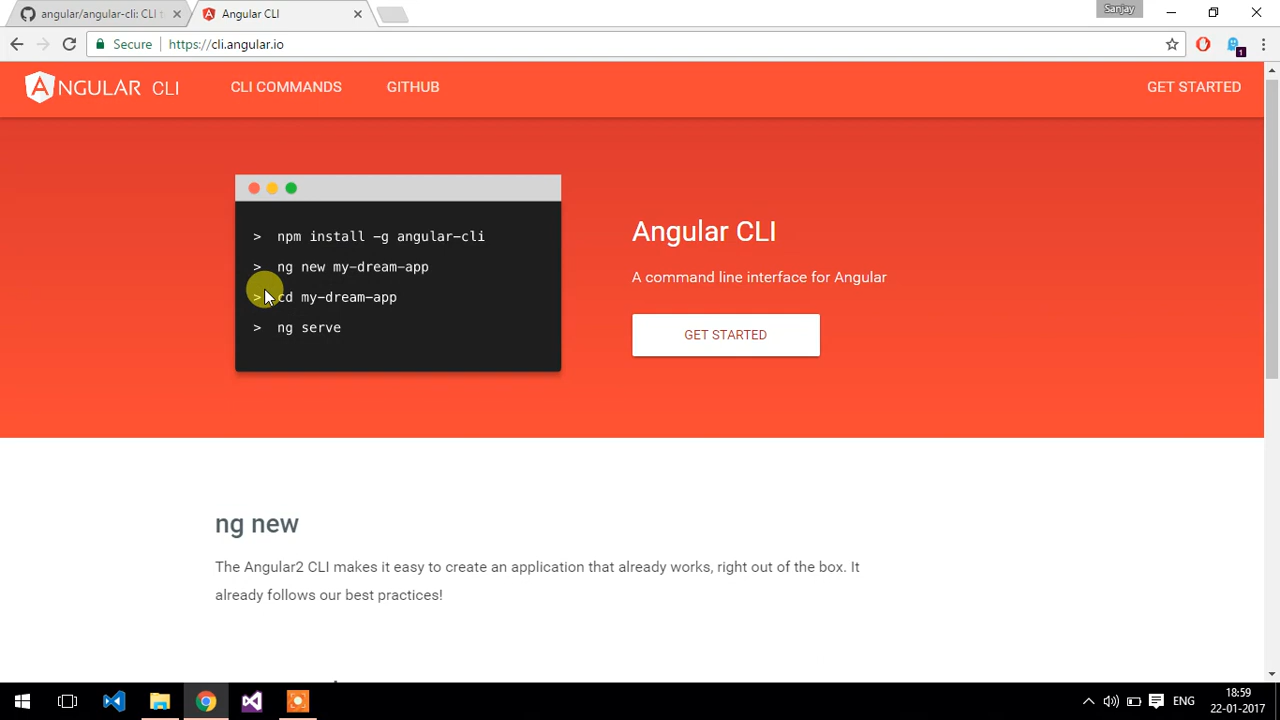 angular/angular-cli: CLI t
Angular CLI
Sanjay
Secure
https://cli.angular.io
1
ANGULAR CLI
CLI COMMANDS
GITHUB
GET STARTED
> npm install -g angular-cli
> ng new my-dream-app
> cd my-dream-app
> ng serve
Angular CLI
A command line interface for Angular
GET STARTED
ng new
The Angular2 CLI makes it easy to create an application that already works, right out of the box. It
already follows our best practices!
ENG
18:59
22-01-2017